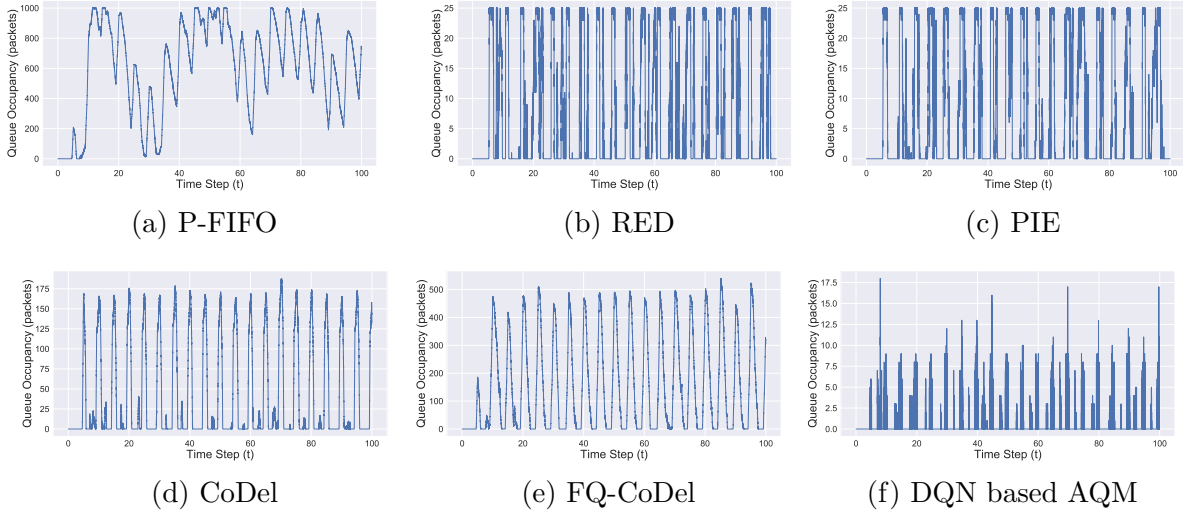 Queue Occupancy (packets)
1000
800
600
400
200
0
0 20 40 60 80 100
Time Step (t)
(a) P-FIFO
Queue Occupancy (packets)
25
20
15
10
5
0
0 20 40 60 80 100
Time Step (t)
(b) RED
Queue Occupancy (packets)
25
20
15
10
5
0
0 20 40 60 80 100
Time Step (t)
(c) PIE
Queue Occupancy (packets)
175
150
125
100
75
50
25
0
0 20 40 60 80 100
Time Step (t)
(d) CoDel
Queue Occupancy (packets)
500
400
300
200
100
0
0 20 40 60 80 100
Time Step (t)
(e) FQ-CoDel
Queue Occupancy (packets)
17.5
15.0
12.5
10.0
7.5
5.0
2.5
0.0
0 20 40 60 80 100
Time Step (t)
(f) DQN based AQM